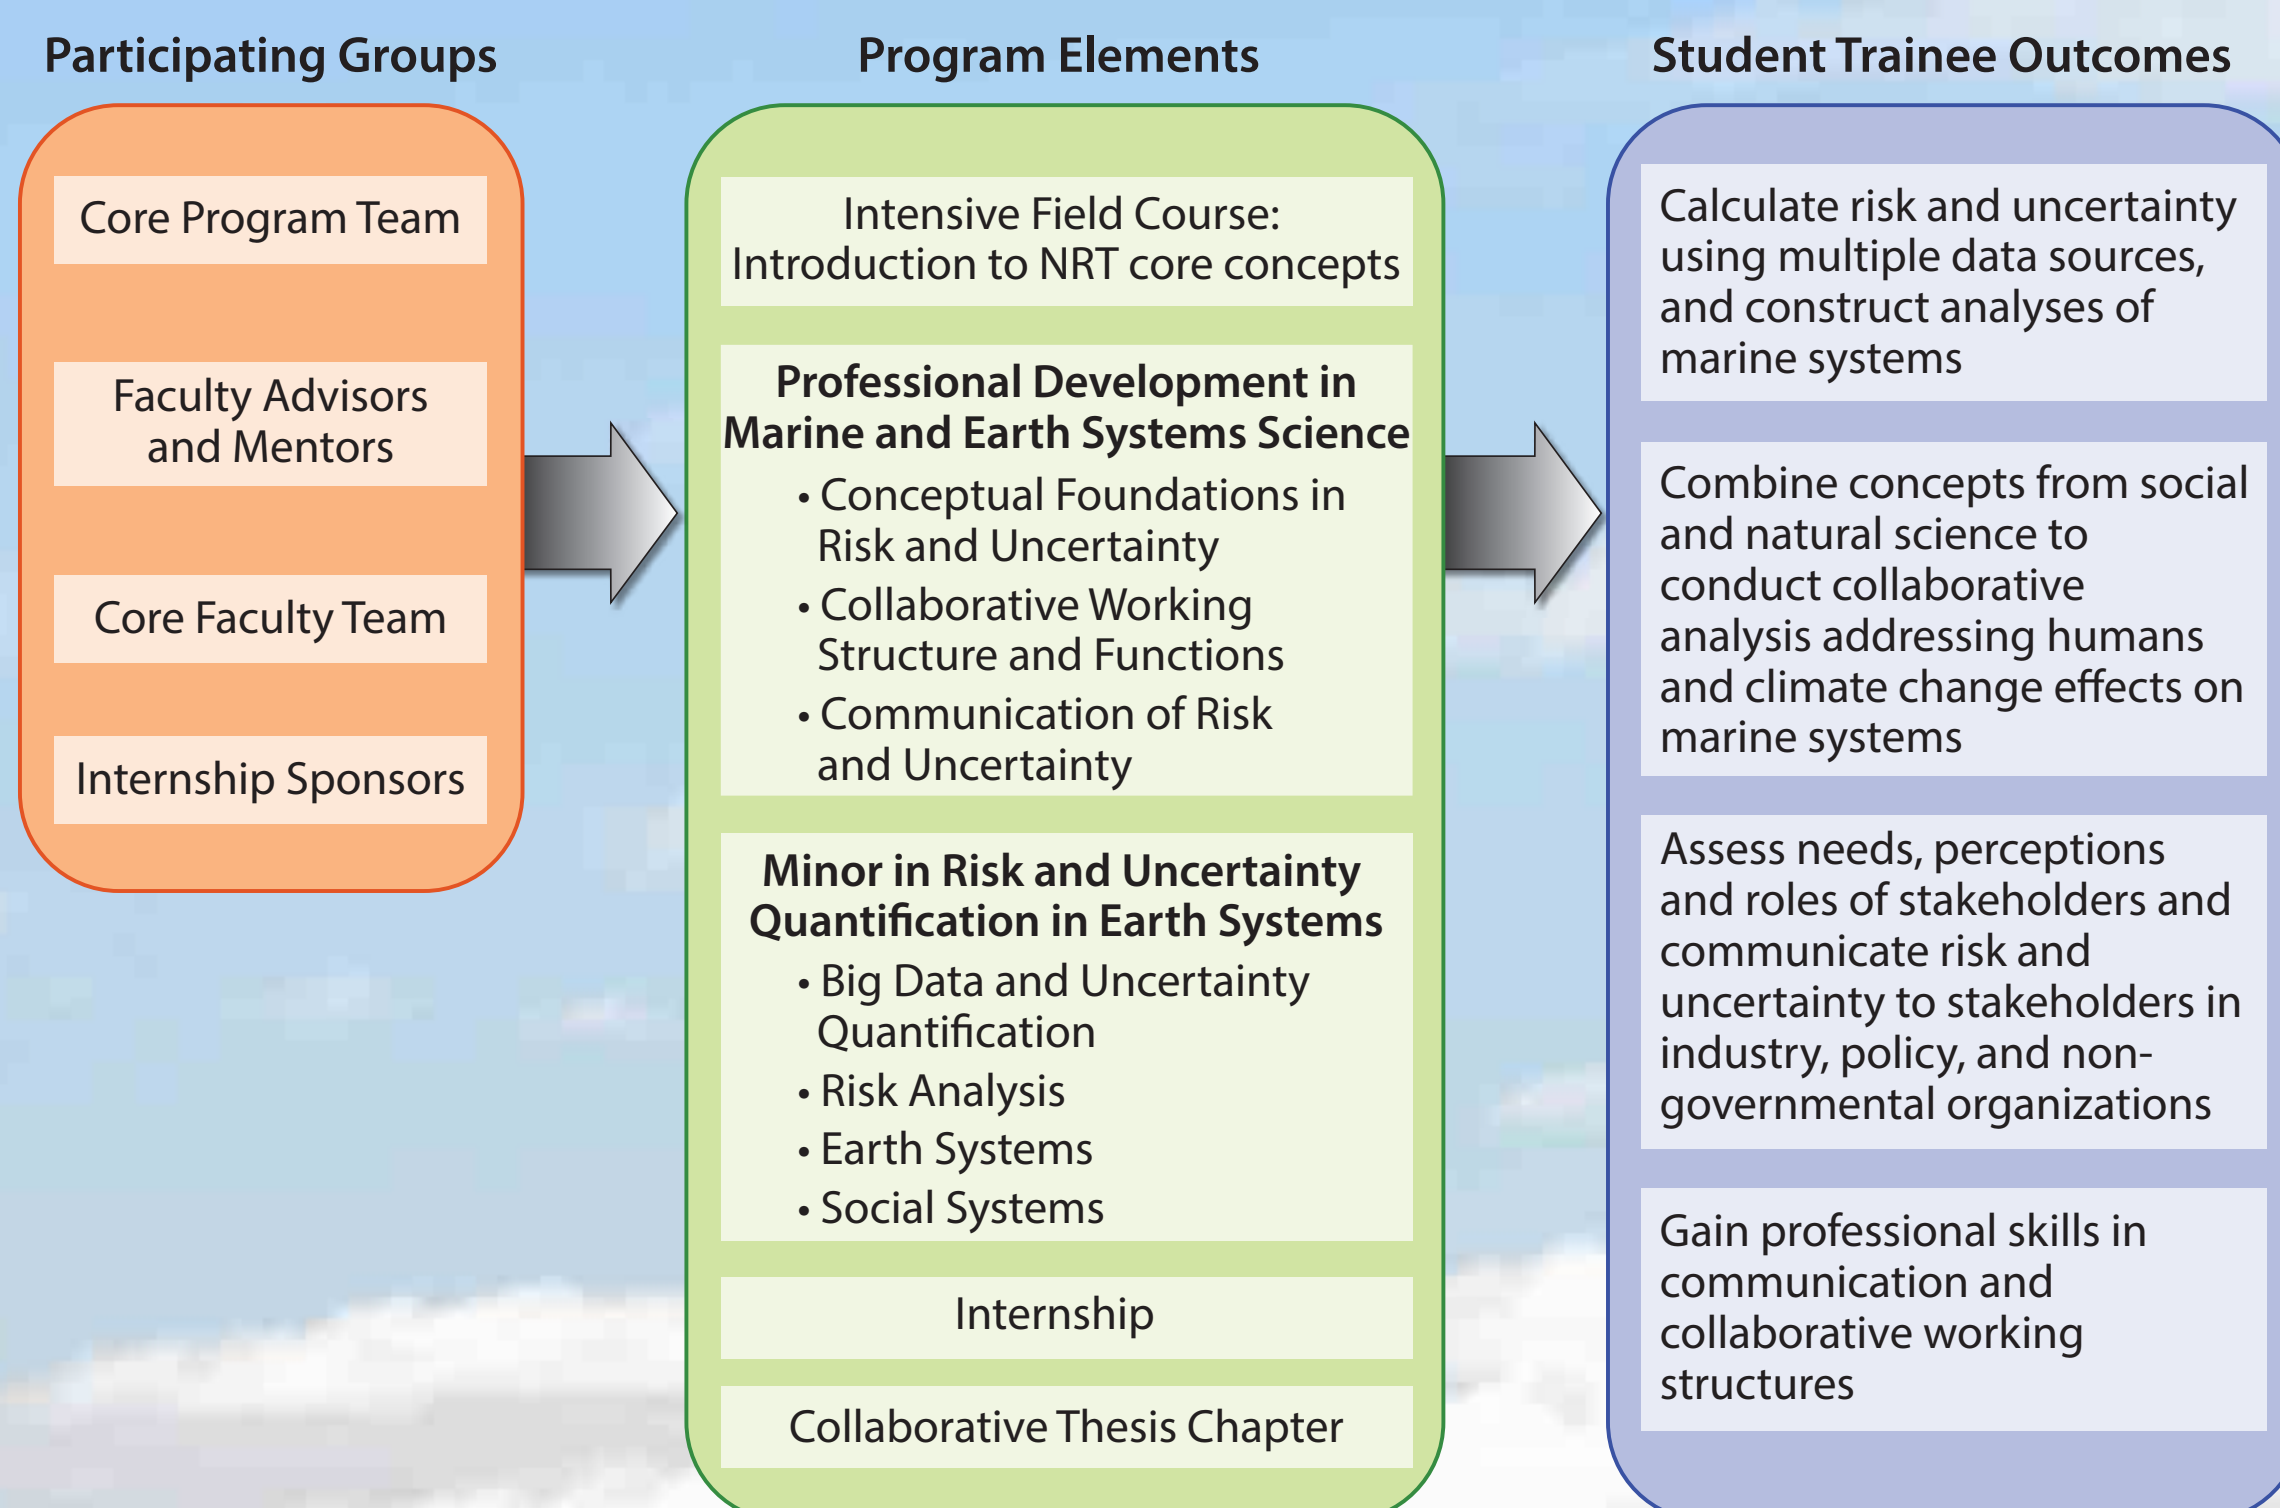 Participating Groups
Core Program Team
Faculty Advisors
and Mentors
Core Faculty Team
Internship Sponsors
Program Elements
Intensive Field Course:
Introduction to NRT core concepts
Professional Development in
Marine and Earth Systems Science
• Conceptual Foundations in
Risk and Uncertainty
• Collaborative Working
Structure and Functions
• Communication of Risk
and Uncertainty
Minor in Risk and Uncertainty
Quantification in Earth Systems
• Big Data and Uncertainty
Quantification
• Risk Analysis
• Earth Systems
• Social Systems
Internship
Collaborative Thesis Chapter
Student Trainee Outcomes
Calculate risk and uncertainty
using multiple data sources,
and construct analyses of
marine systems
Combine concepts from social
and natural science to
conduct collaborative
analysis addressing humans
and climate change effects on
marine systems
Assess needs, perceptions
and roles of stakeholders and
communicate risk and
uncertainty to stakeholders in
industry, policy, and non-
governmental organizations
Gain professional skills in
communication and
collaborative working
structures